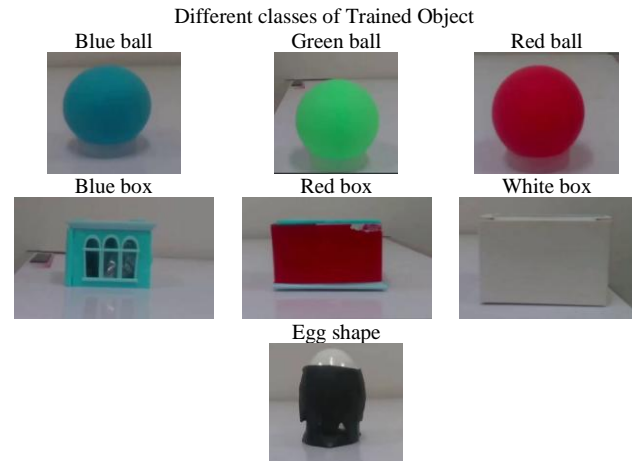 Different classes of Trained Object
Blue ball Green ball Red ball
Blue box Red box White box
Egg shape